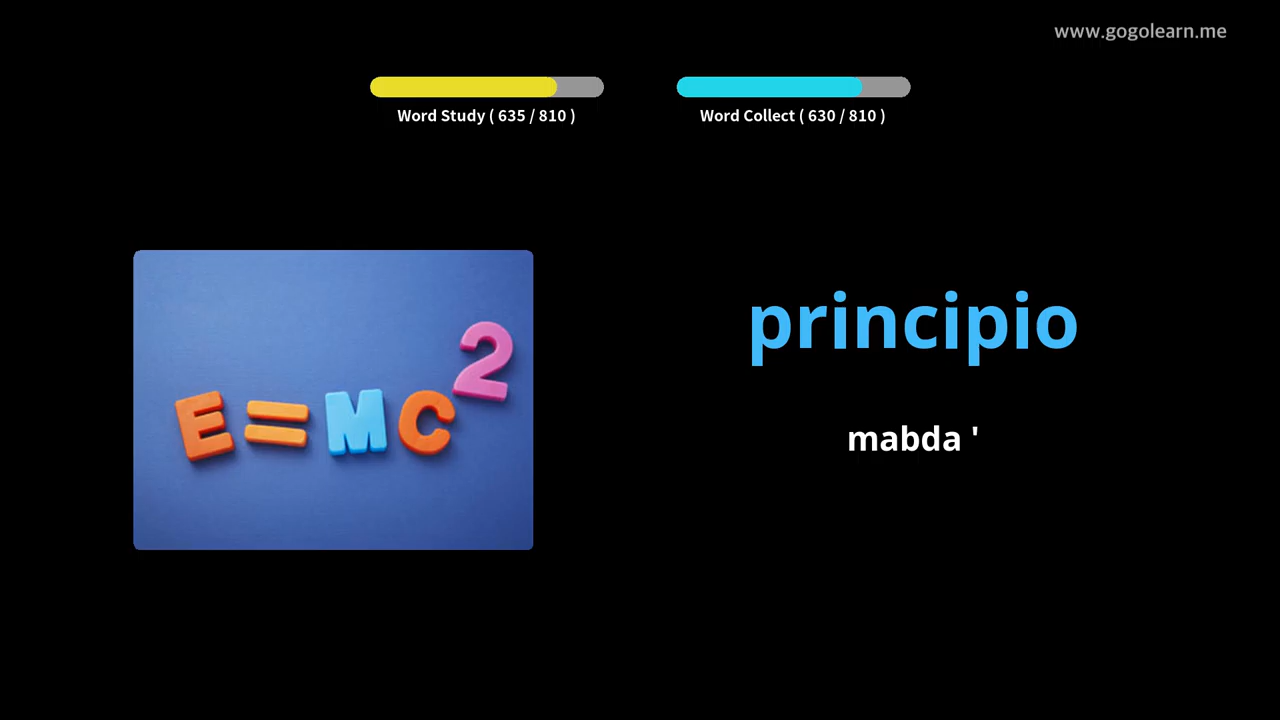 www.gogolearn.me
Word Study ( 635 / 810 )
Word Collect ( 630 / 810 )
E=MC2
principio
mabda '